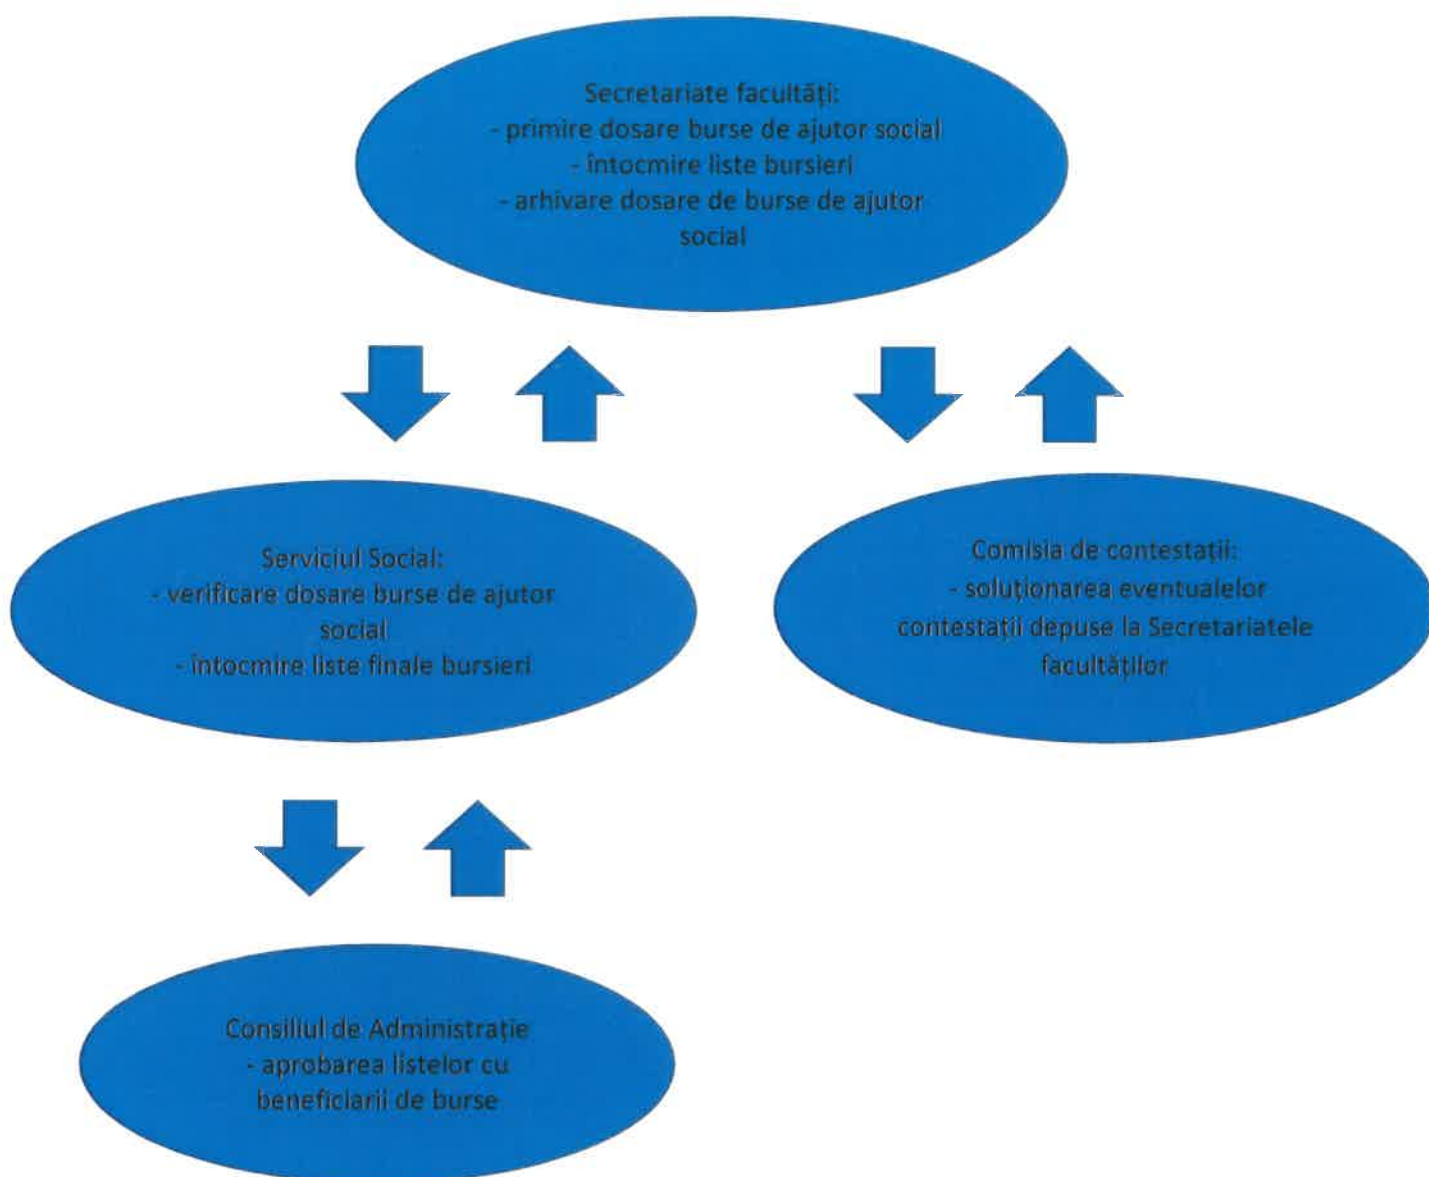 Secretariate facultăți:
- primire dosare burse de ajutor social
- întocmire liste bursieri
- arhivare dosare de burse de ajutor
social
Serviciul Social:
- verificare dosare burse de ajutor
social
- întocmire liste finale bursieri
Comisia de contestații:
- soluționarea eventualelor
contestații depuse la Secretariatele
facultăților
Consiliul de Administrație
- aprobarea listelor cu
beneficiarii de burse